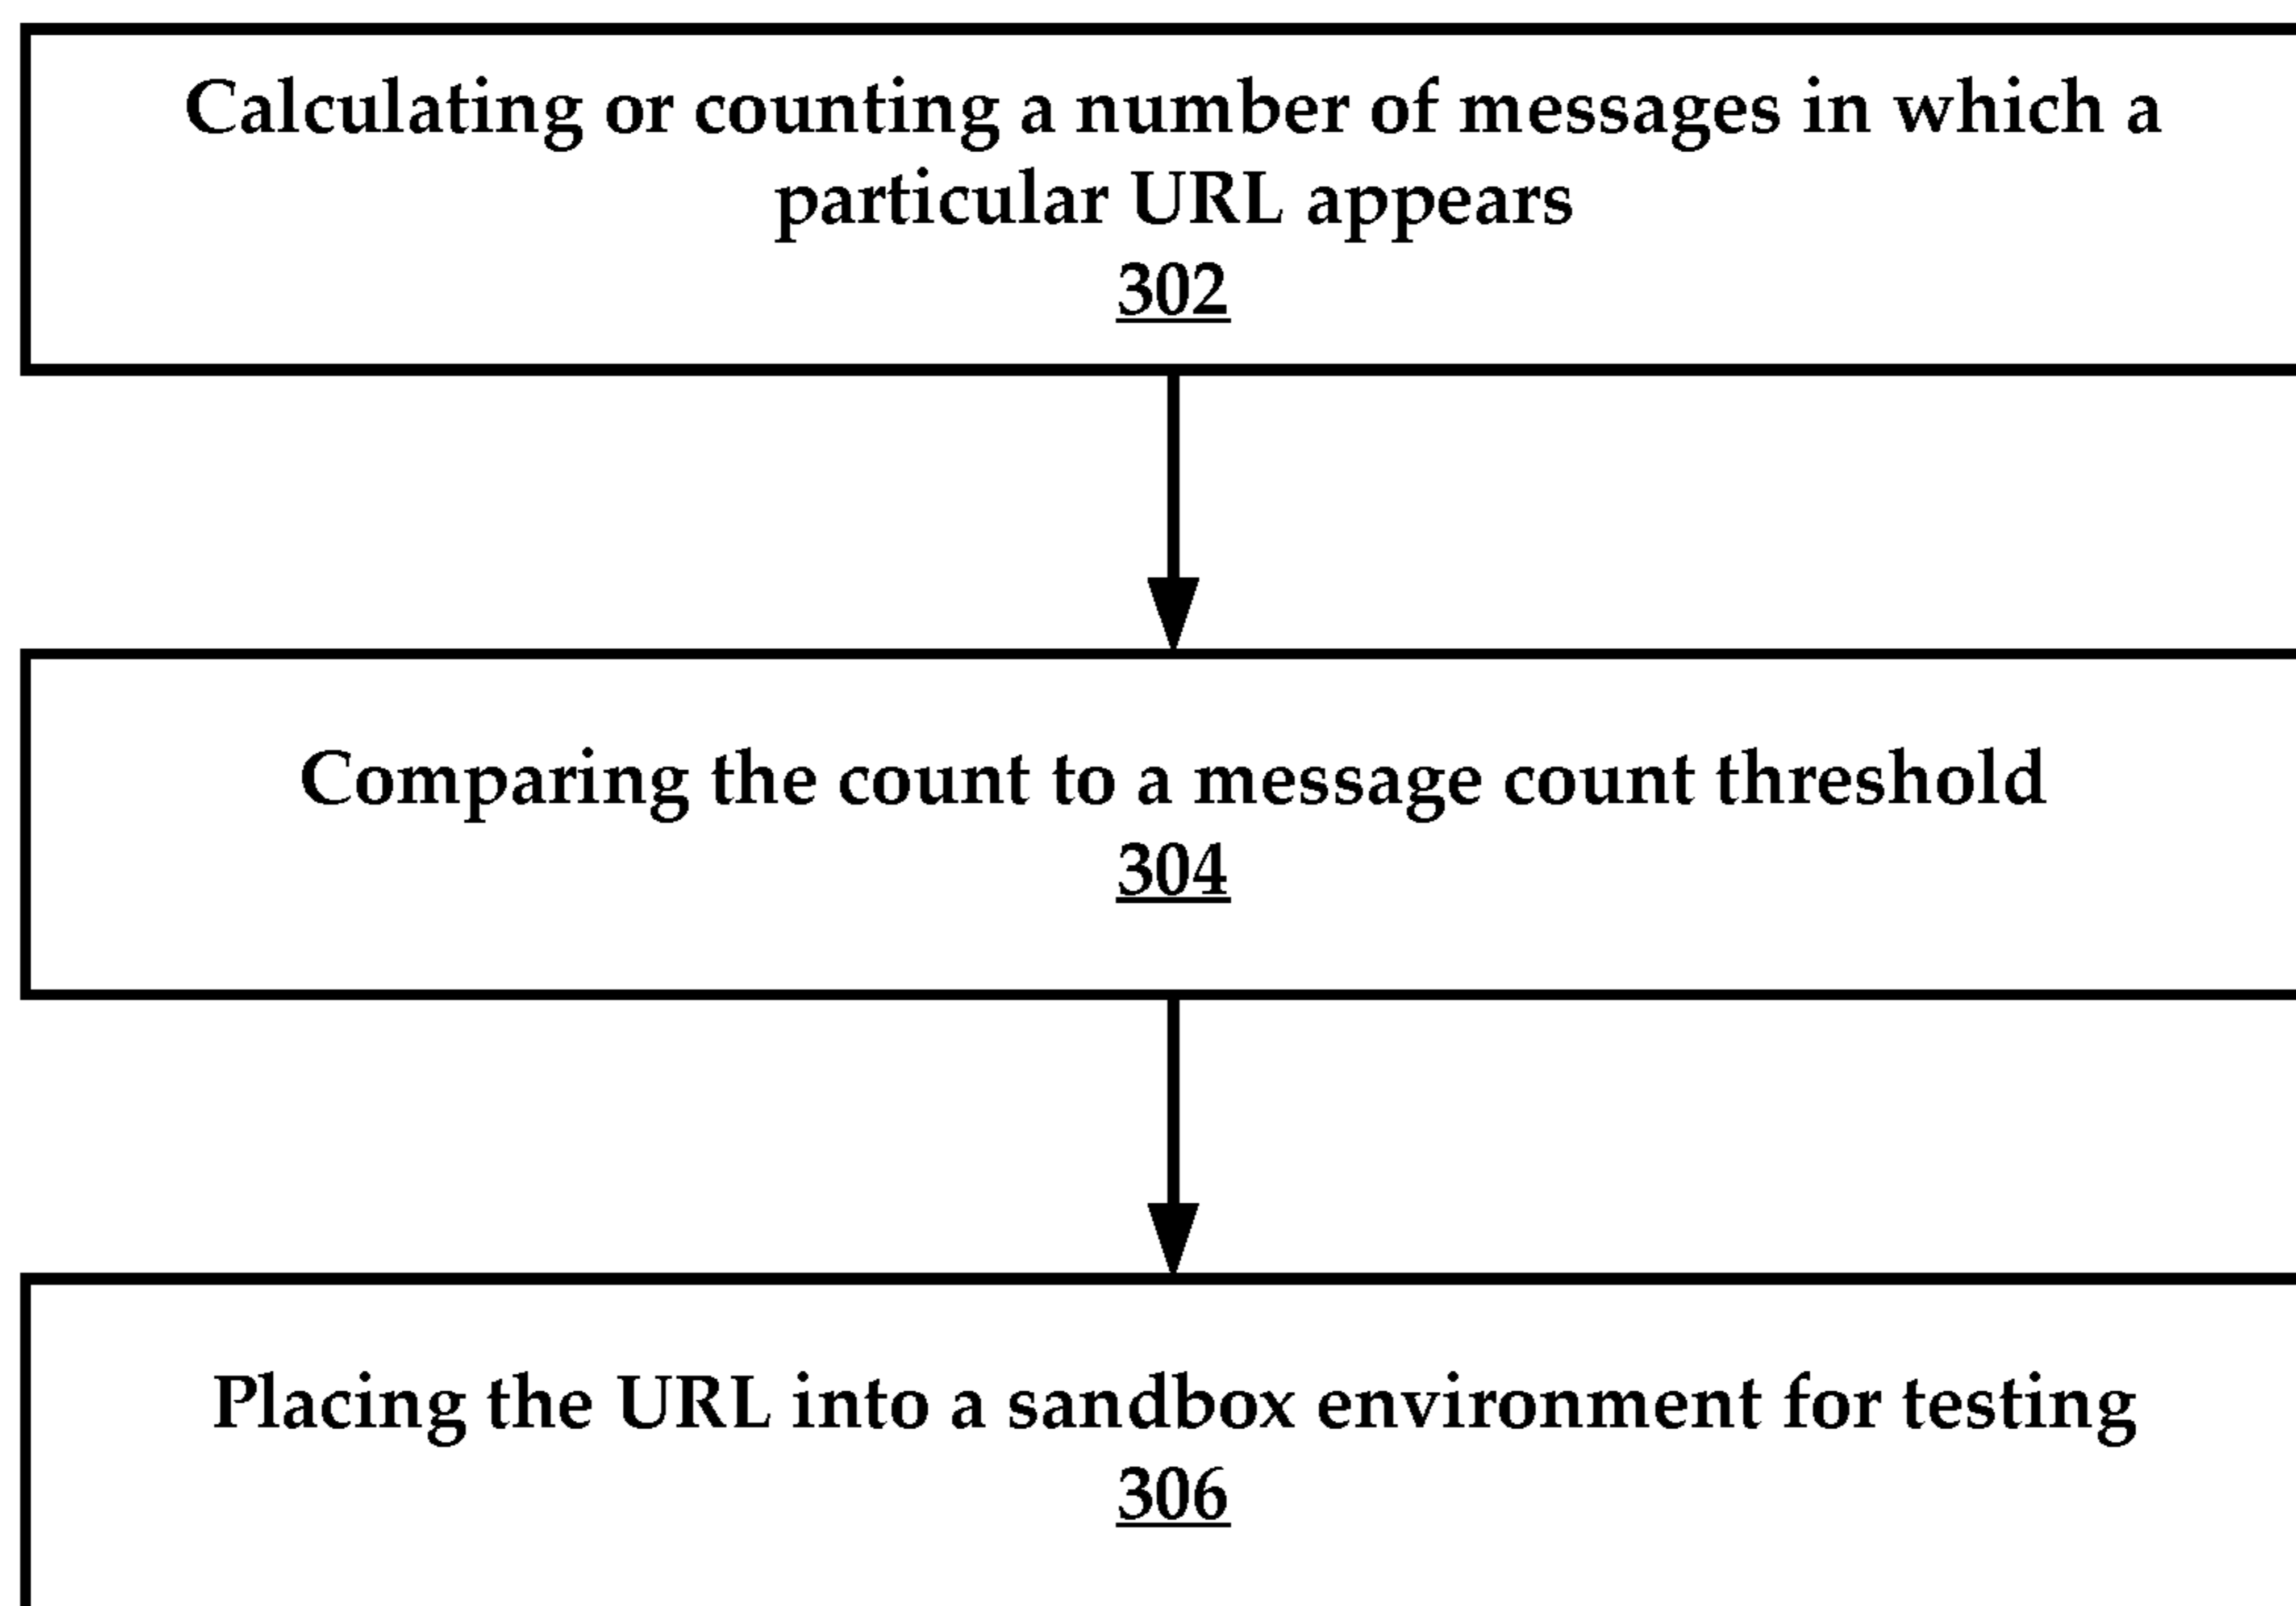 Calculating or counting a number of messages in which a
particular URL appears
302
Comparing the count to a message count threshold
304
Placing the URL into a sandbox environment for testing
306